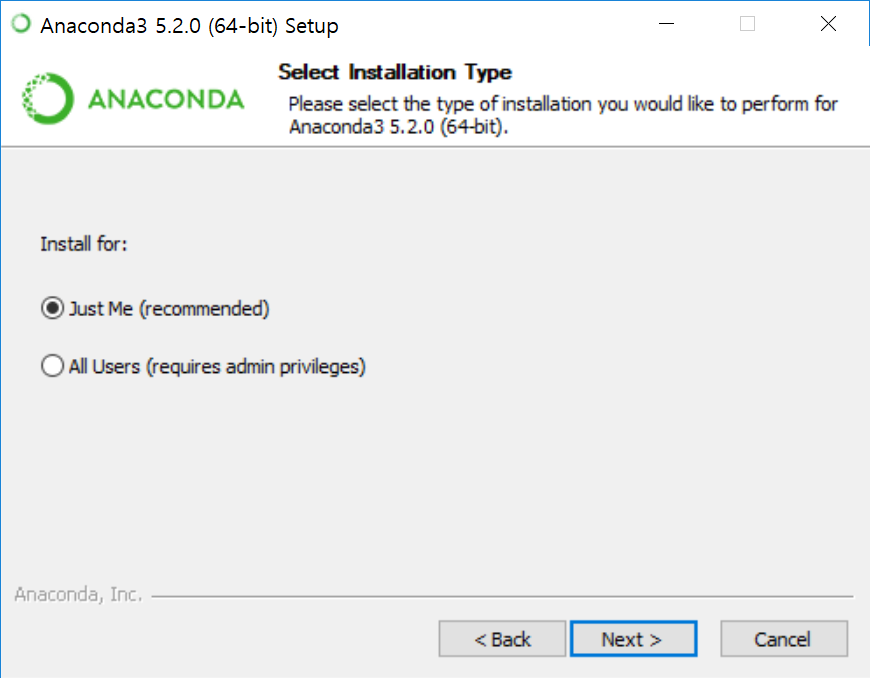 Anaconda3 5.2.0 (64-bit) Setup
ANACONDA
Select Installation Type
Please select the type of installation you would like to perform for
Anaconda3 5.2.0 (64-bit).
Install for:
Just Me (recommended)
All Users (requires admin privileges)
Anaconda, Inc.
< Back
Next >
Cancel